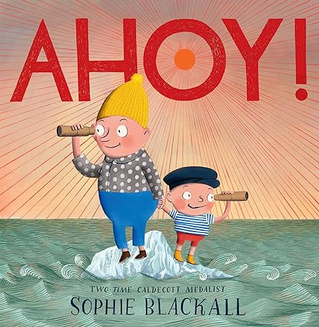 AHOY!
TWO-TIME CALDECOTT MEDALIST
SOPHIE BLACKALL